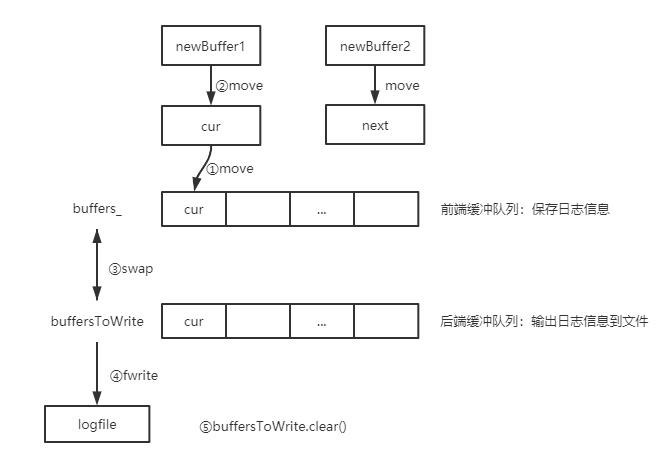 newBuffer1
newBuffer2
②move
move
cur
next
①move
buffers_
cur
...
前端缓冲队列：保存日志信息
③swap
buffersToWrite
cur
...
后端缓冲队列：输出日志信息到文件
④fwrite
logfile
⑤buffersToWrite.clear()